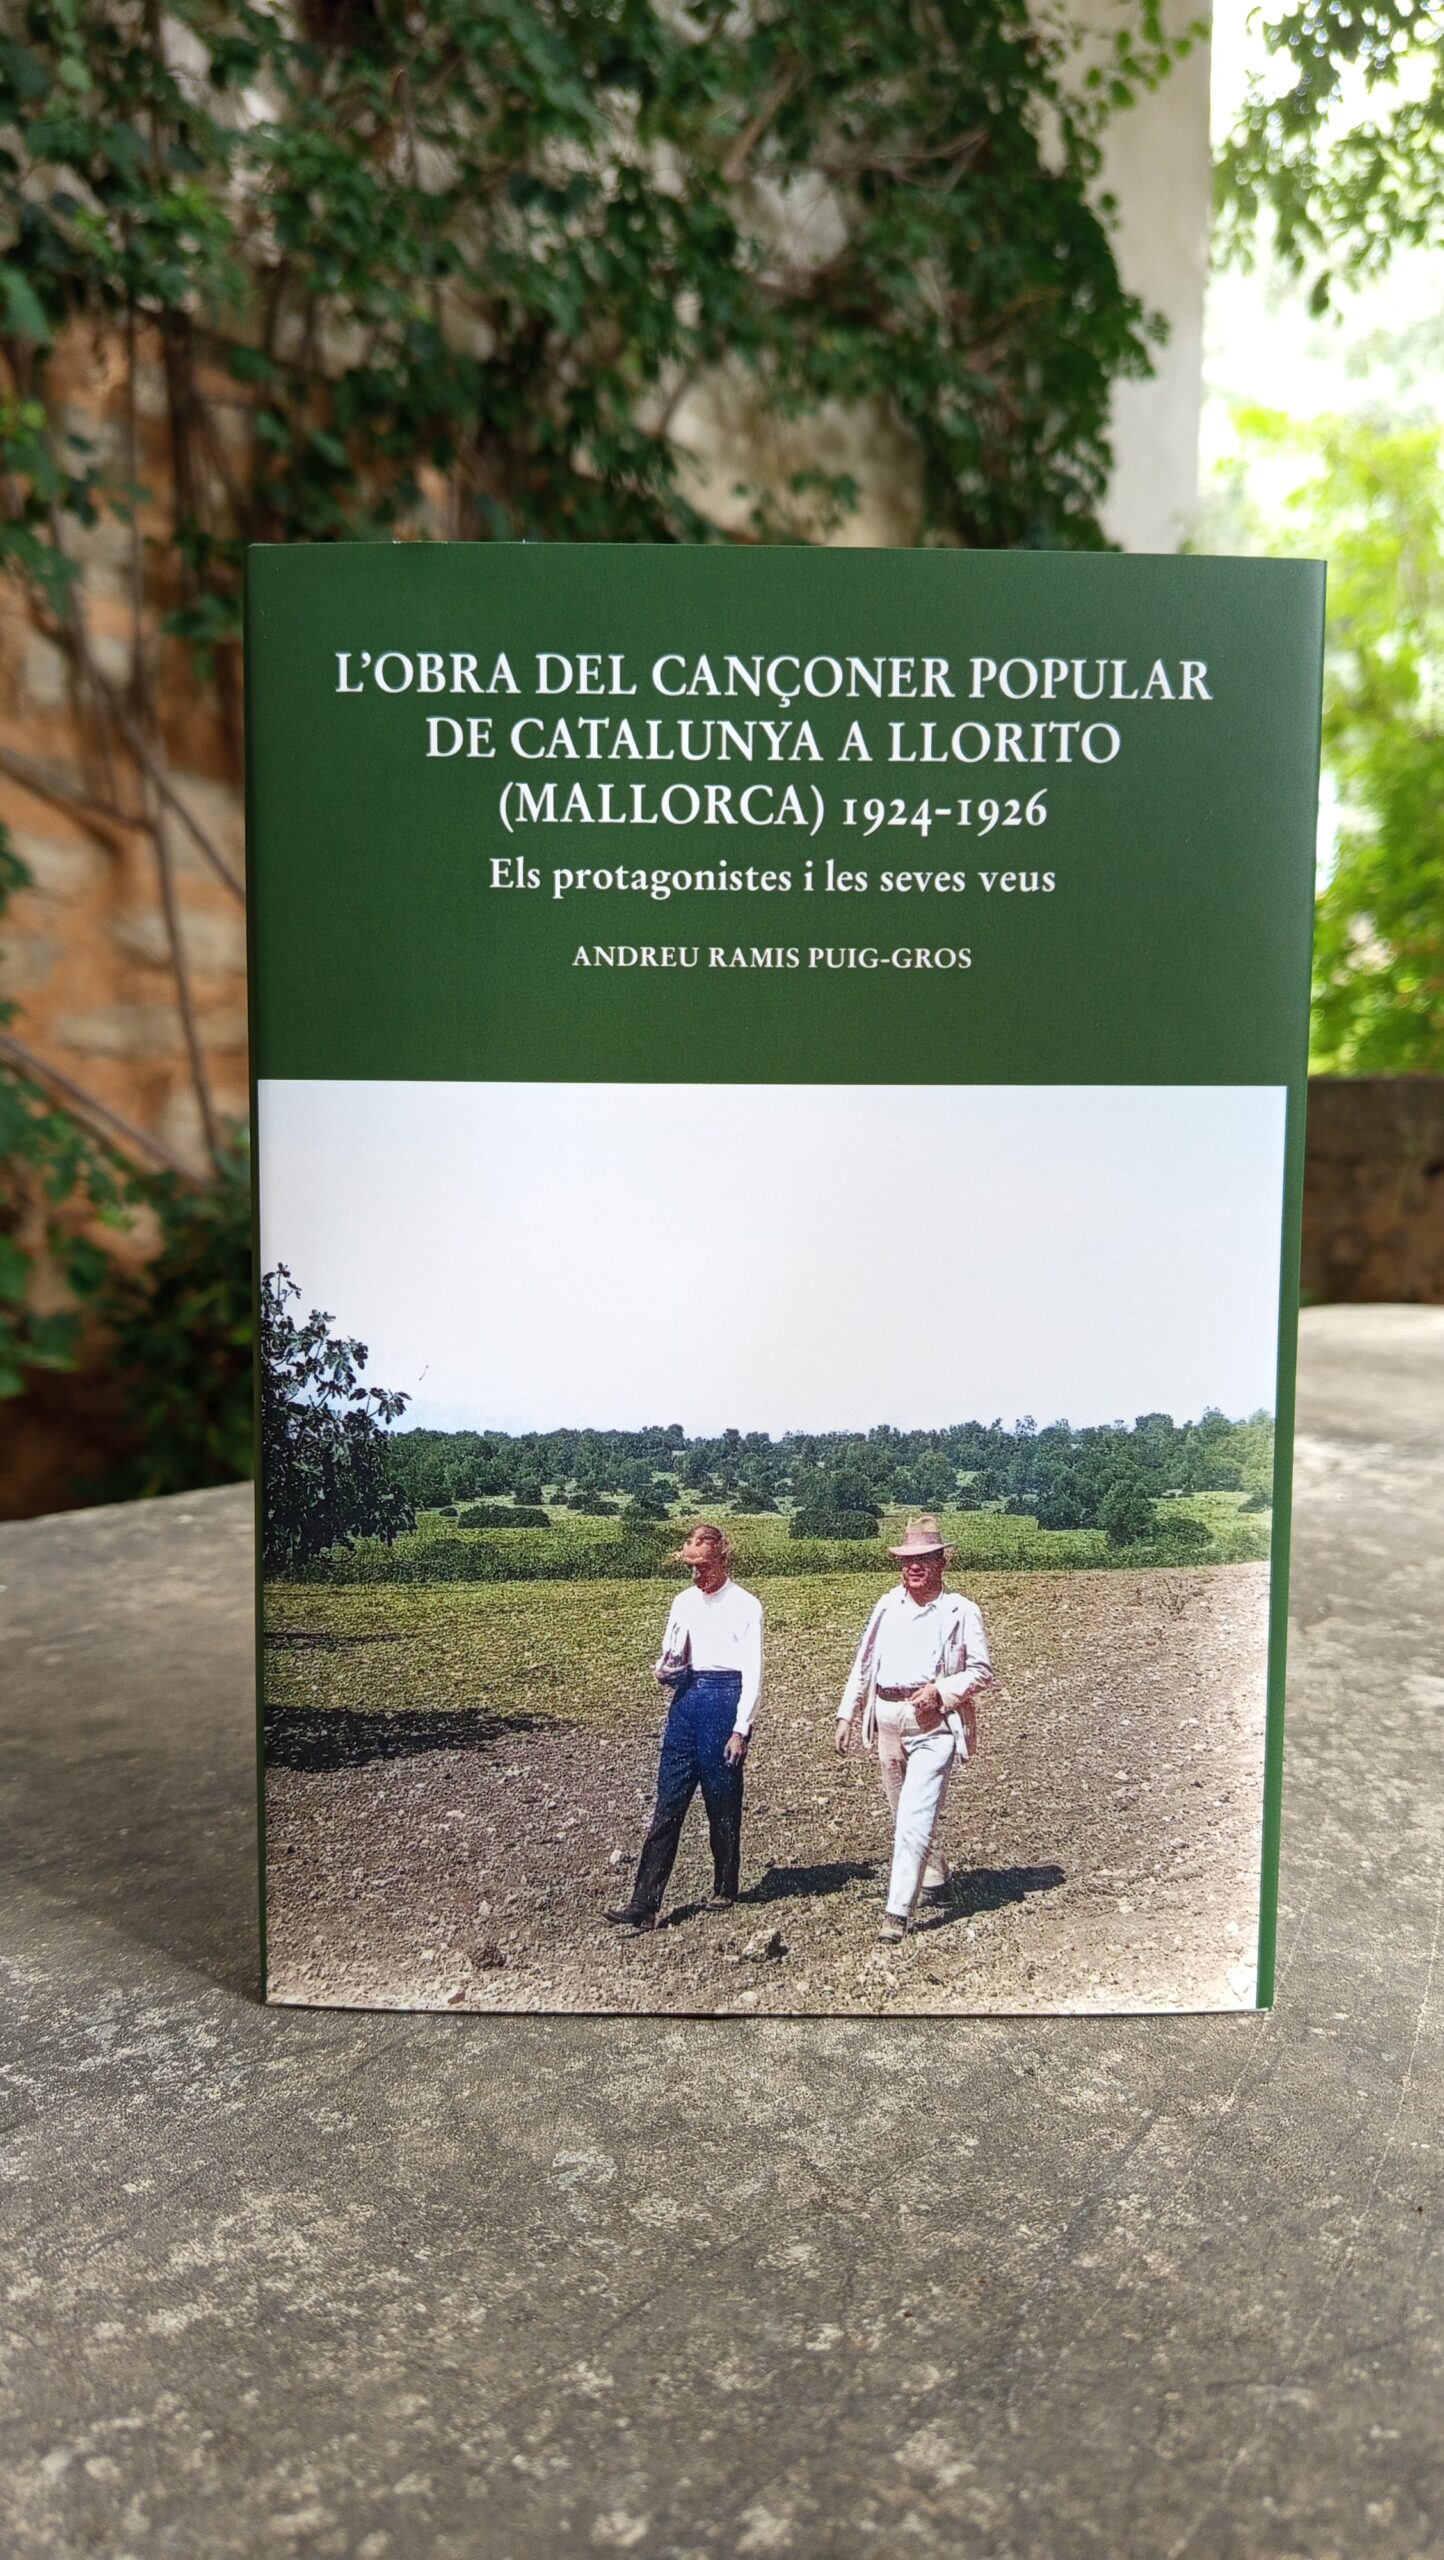 L'OBRA DEL CANÇONER POPULAR
DE CATALUNYA A LLORITO
(MALLORCA) 1924-1926
Els protagonistes i les seves veus
ANDREU RAMIS PUIG-GROS